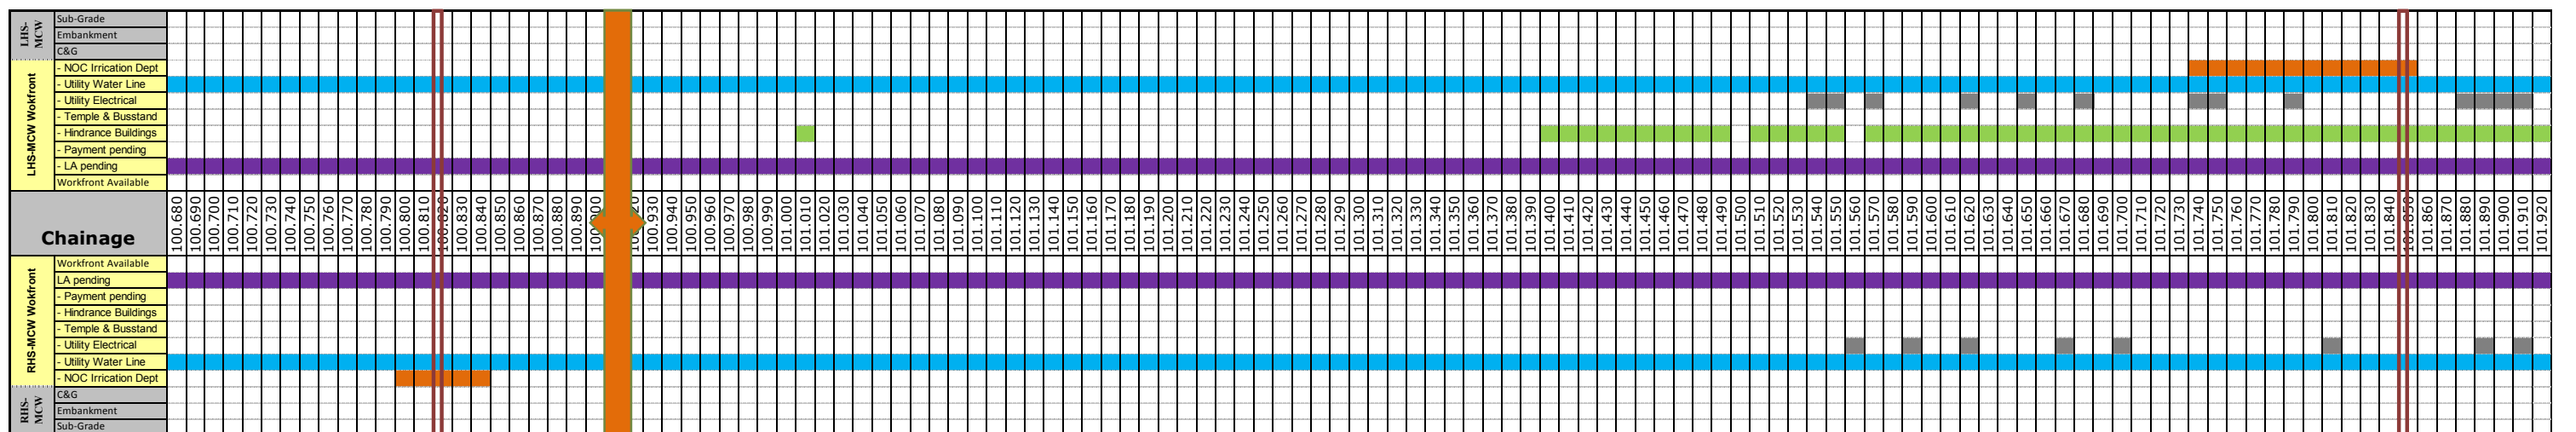 LHS-
MCW
Sub-Grade
Embankment
C&G
LHS-MCW Wokfront
- NOC Irrication Dept
- Utility Water Line
- Utility Electrical
- Temple & Busstand
- Hindrance Buildings
- Payment pending
- LA pending
Workfront Available
Chainage
100.680 100.690 100.700 100.710 100.720 100.730 100.740 100.750 100.760 100.770 100.780 100.790 100.800 100.810 100.820 100.830 100.840 100.850 100.860 100.870 100.880 100.890 100.930 100.940 100.950 100.960 100.970 100.980 100.990 101.000 101.010 101.020 101.030 101.040 101.050 101.060 101.070 101.080 101.090 101.100 101.110 101.120 101.130 101.140 101.150 101.160 101.170 101.180 101.190 101.200 101.210 101.220 101.230 101.240 101.250 101.260 101.270 101.280 101.290 101.300 101.310 101.320 101.330 101.340 101.350 101.360 101.370 101.380 101.390 101.400 101.410 101.420 101.430 101.440 101.450 101.460 101.470 101.480 101.490 101.500 101.510 101.520 101.530 101.540 101.550 101.560 101.570 101.580 101.590 101.600 101.610 101.620 101.630 101.640 101.650 101.660 101.670 101.680 101.690 101.700 101.710 101.720 101.730 101.740 101.750 101.760 101.770 101.780 101.790 101.800 101.810 101.820 101.830 101.840 101.850 101.860 101.870 101.880 101.890 101.900 101.910 101.920
RHS-MCW Wokfront
Workfront Available
LA pending
- Payment pending
- Hindrance Buildings
- Temple & Busstand
- Utility Electrical
- Utility Water Line
- NOC Irrication Dept
RHS-
MCW
C&G
Embankment
Sub-Grade